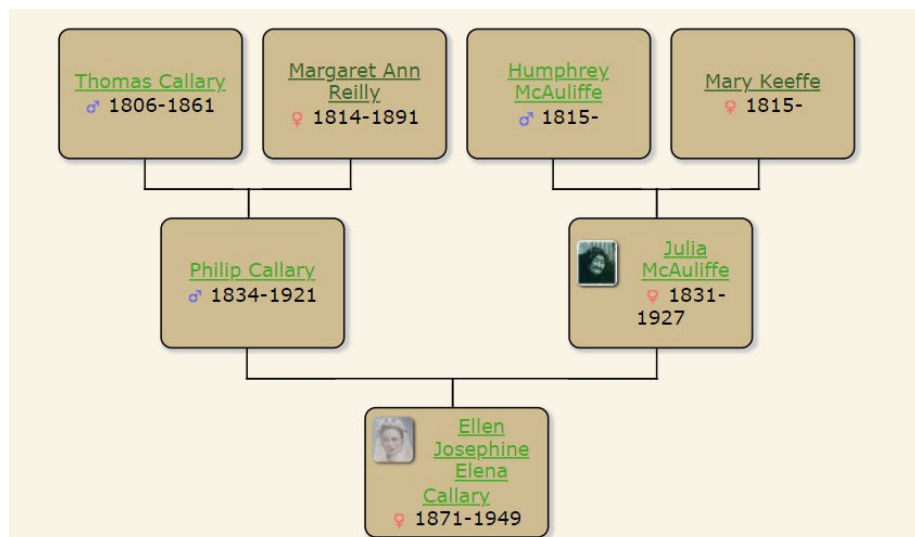 Thomas Callary
♂ 1806-1861
Margaret Ann
Reilly
♀ 1814-1891
Humphrey
McAuliffe
♂ 1815-
Mary Keeffe
♀ 1815-
Philip Callary
♂ 1834-1921
Julia
McAuliffe
♀ 1831-
1927
Ellen
Josephine
Elena
Callary
♀ 1871-1949